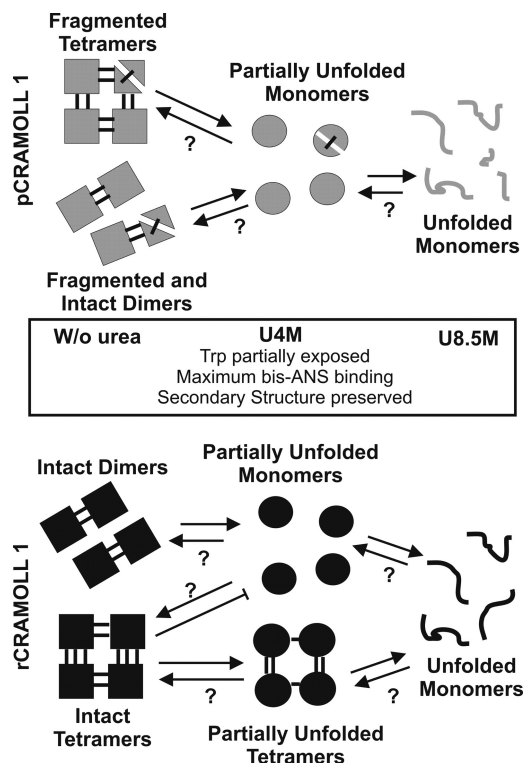 Fragmented
Tetramers
pCRAMOLL 1
Partially Unfolded
Monomers
?
?
?
Unfolded
Monomers
Fragmented and
Intact Dimers
W/o urea
U4M
U8.5M
Trp partially exposed
Maximum bis-ANS binding
Secondary Structure preserved
rCRAMOLL 1
Intact Dimers
Partially Unfolded
Monomers
?
?
?
?
?
Unfolded
Monomers
Intact
Tetramers
Partially Unfolded
Tetramers